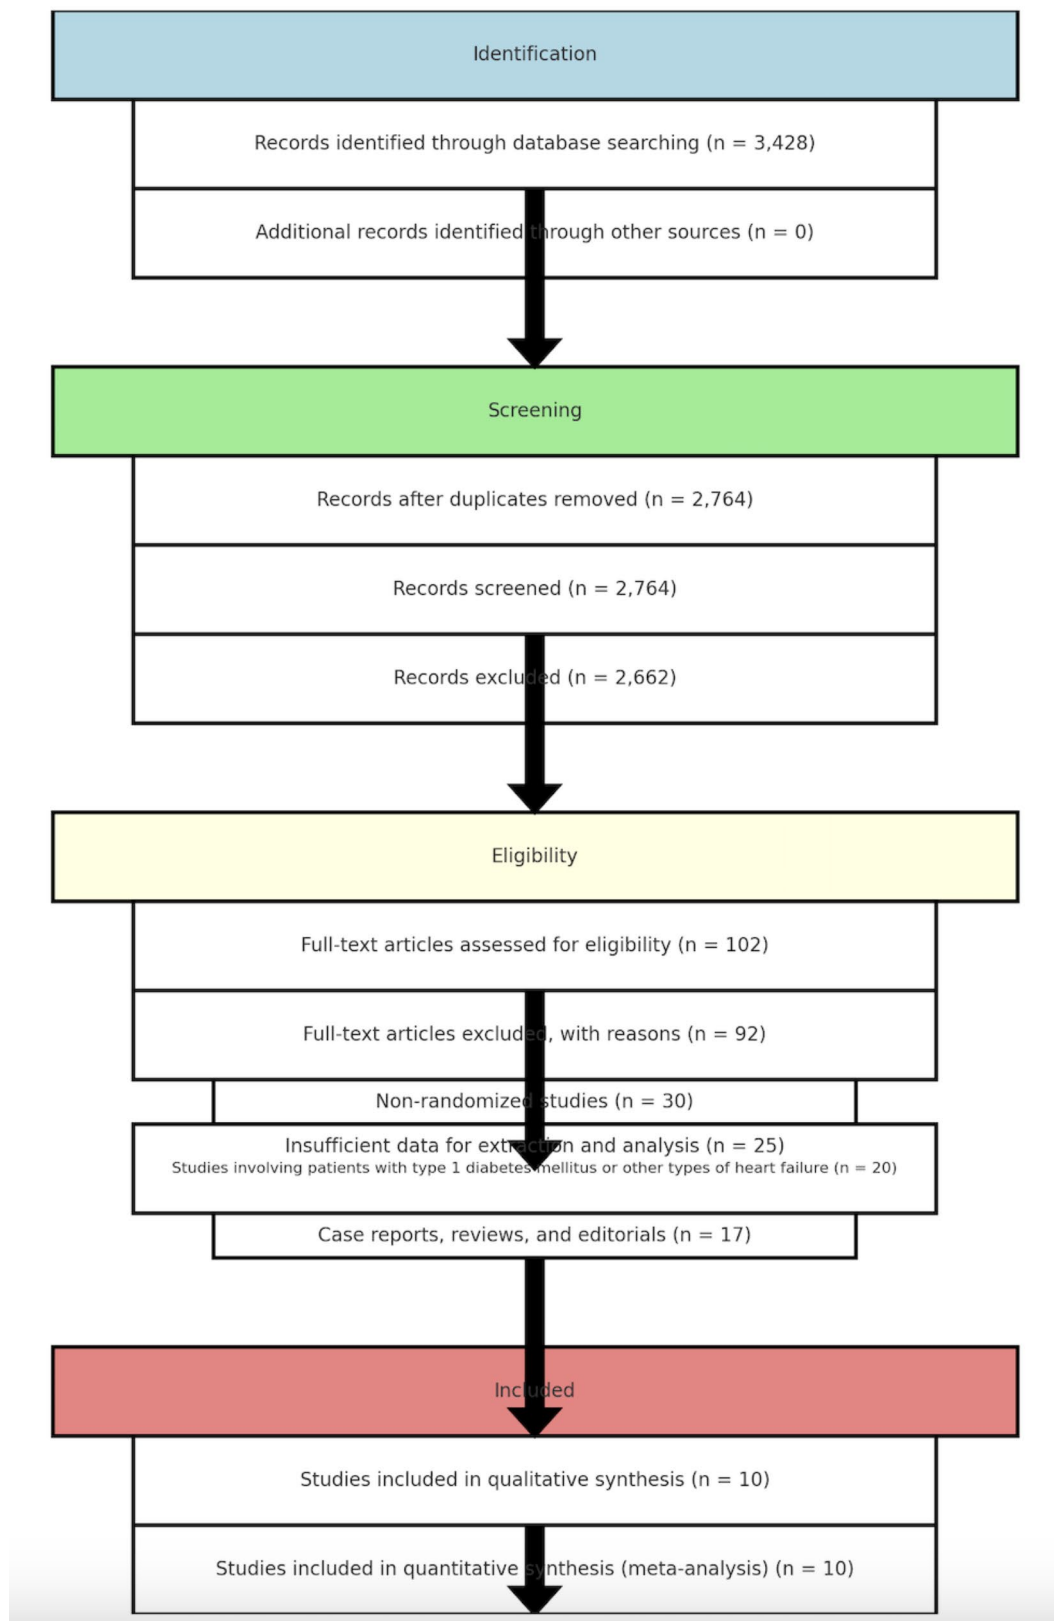 Identification
Records identified through database searching (n = 3,428)
Additional records identified through other sources (n = 0)
Screening
Records after duplicates removed (n = 2,764)
Records screened (n = 2,764)
Records excluded (n = 2,662)
Eligibility
Full-text articles assessed for eligibility (n = 102)
Full-text articles excluded, with reasons (n = 92)
Non-randomized studies (n = 30)
Insufficient data for extraction and analysis (n = 25)
Studies involving patients with type 1 diabetes mellitus or other types of heart failure (n = 20)
Case reports, reviews, and editorials (n = 17)
Included
Studies included in qualitative synthesis (n = 10)
Studies included in quantitative synthesis (meta-analysis) (n = 10)